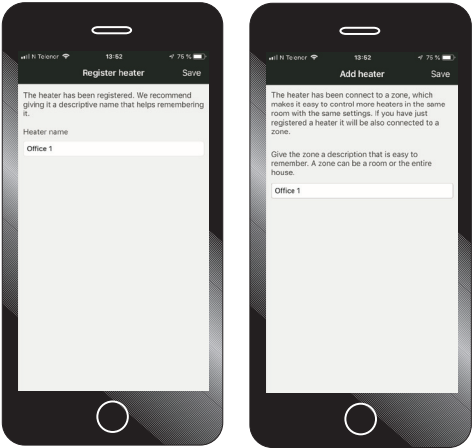 N Telenor 13:52 75 %
Register heater Save
The heater has been registered. We recommend
giving it a descriptive name that helps remembering
it.
Heater name
Office 1
N Telenor 13:52 75 %
Add heater Save
The heater has been connect to a zone, which
makes it easy to control more heaters in the same
room with the same settings. If you have just
registered a heater it will be also connected to a
zone.
Give the zone a description that is easy to
remember. A zone can be a room or the entire
house.
Office 1